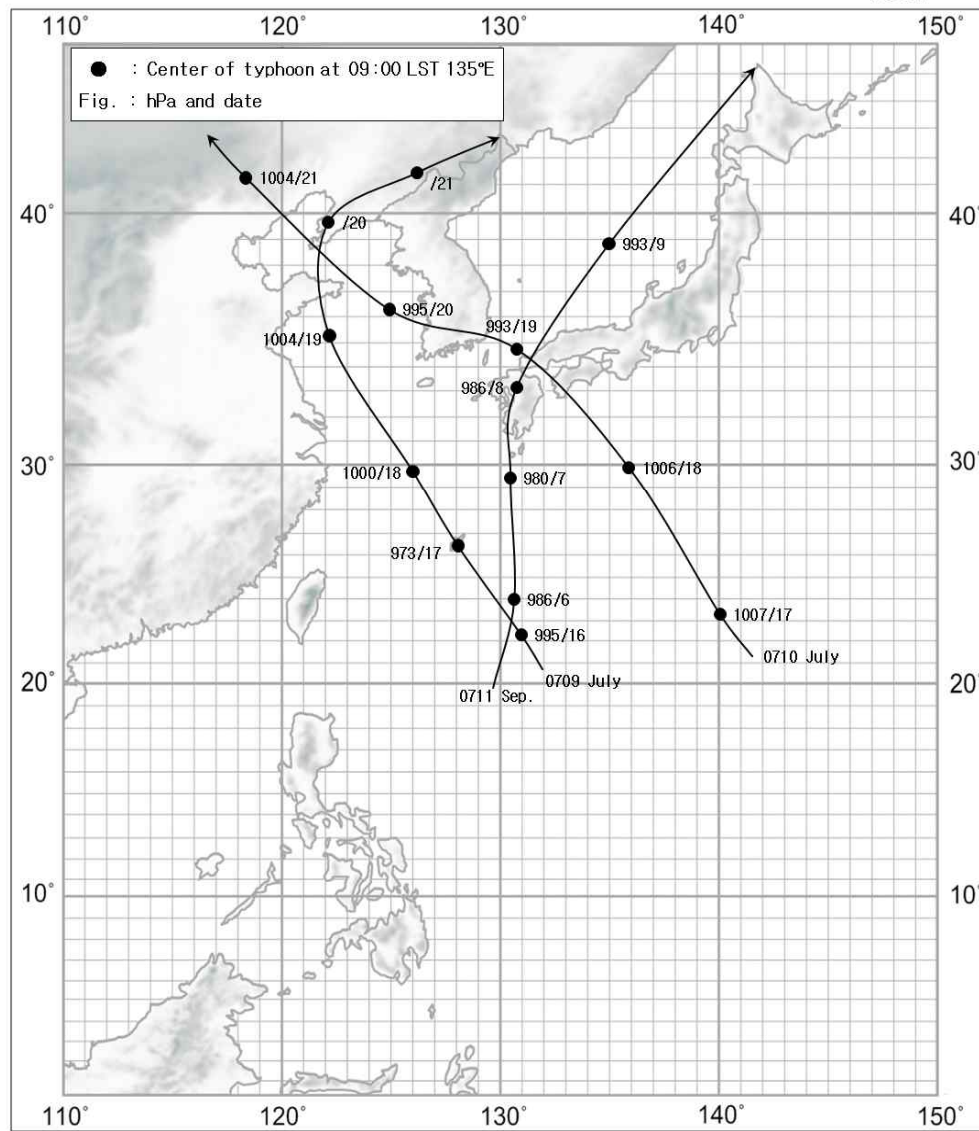 110° 120° 130° 140° 150°
● : Center of typhoon at 09:00 LST 135°E
Fig. : hPa and date
1004/21
/21
40° /20 40°
993/9
995/20
993/19
1004/19
986/8
30° 1000/18 1006/18 30°
980/7
973/17
986/6
1007/17
995/16
0710 July
0709 July
20° 0711 Sep. 20°
10° 10°
110° 120° 130° 140° 150°